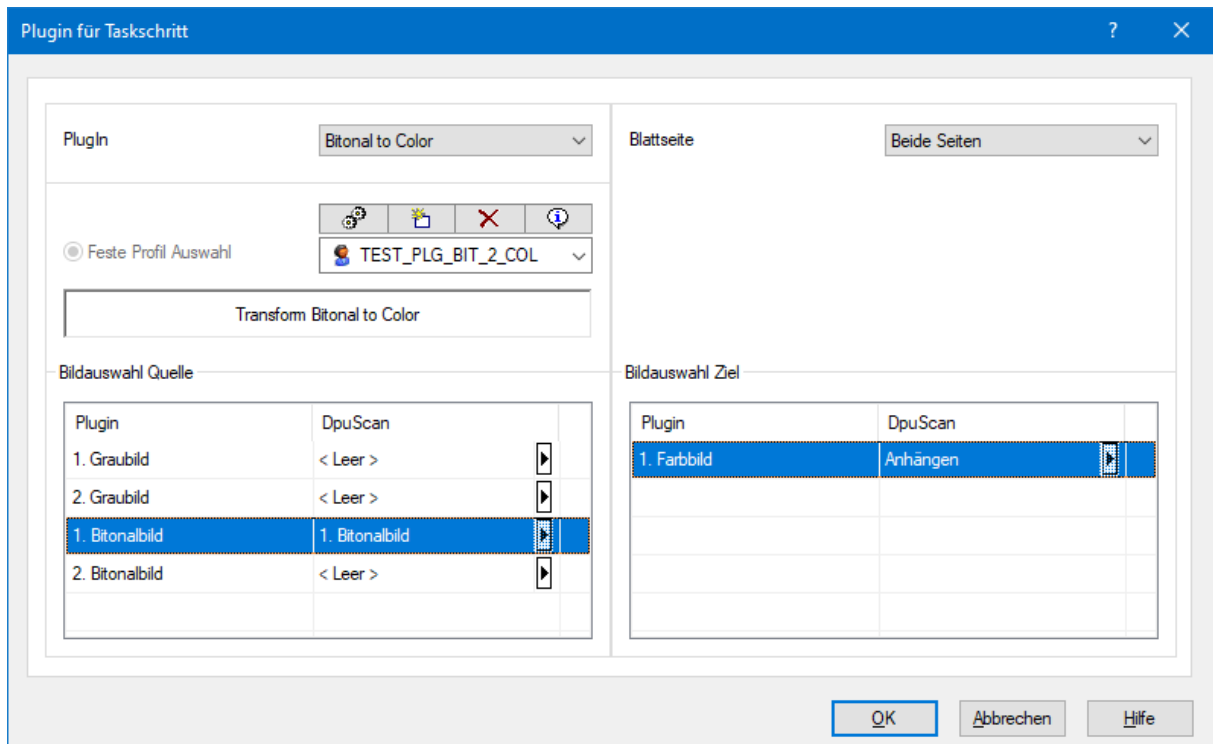 Plugin für Taskschritt ?
PlugIn Bitonal to Color Blattseite Beide Seiten
Feste Profil Auswahl TEST_PLG_BIT_2_COL
Transform Bitonal to Color
Bildauswahl Quelle Bildauswahl Ziel
Plugin DpuScan Plugin DpuScan
1. Graubild < Leer > 1. Farbbild Anhängen
2. Graubild < Leer >
1. Bitonalbild 1. Bitonalbild
2. Bitonalbild < Leer >
OK Abbrechen Hilfe